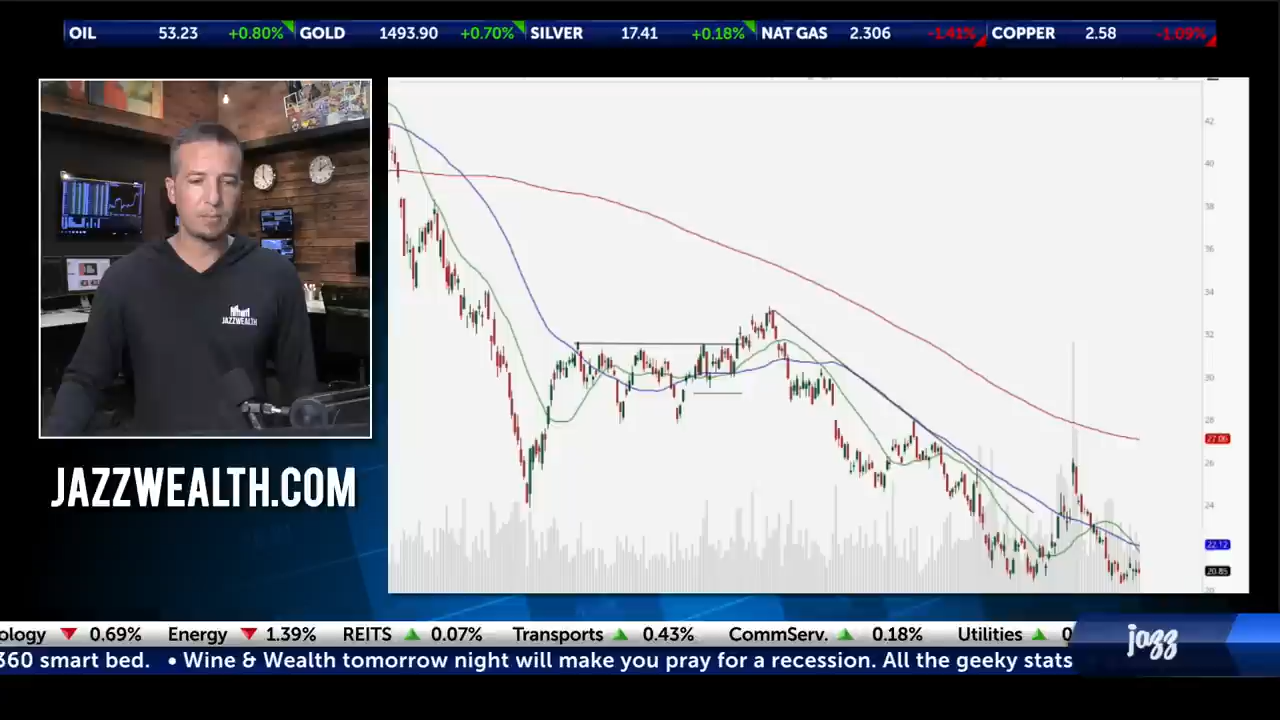 OIL 53.23 +0.80% GOLD 1493.90 +0.70% SILVER 17.41 +0.18% NAT GAS 2.306 -1.41% COPPER 2.58 -1.09%
JAZZWEALTH
JAZZWEALTH.COM
42
40
38
36
34
32
30
28
27.06
26
24
22.12
20.85
20
ology 0.69% Energy 1.39% REITS 0.07% Transports 0.43% CommServ. 0.18% Utilities 0
360 smart bed. • Wine & Wealth tomorrow night will make you pray for a recession. All the geeky stats
jazz